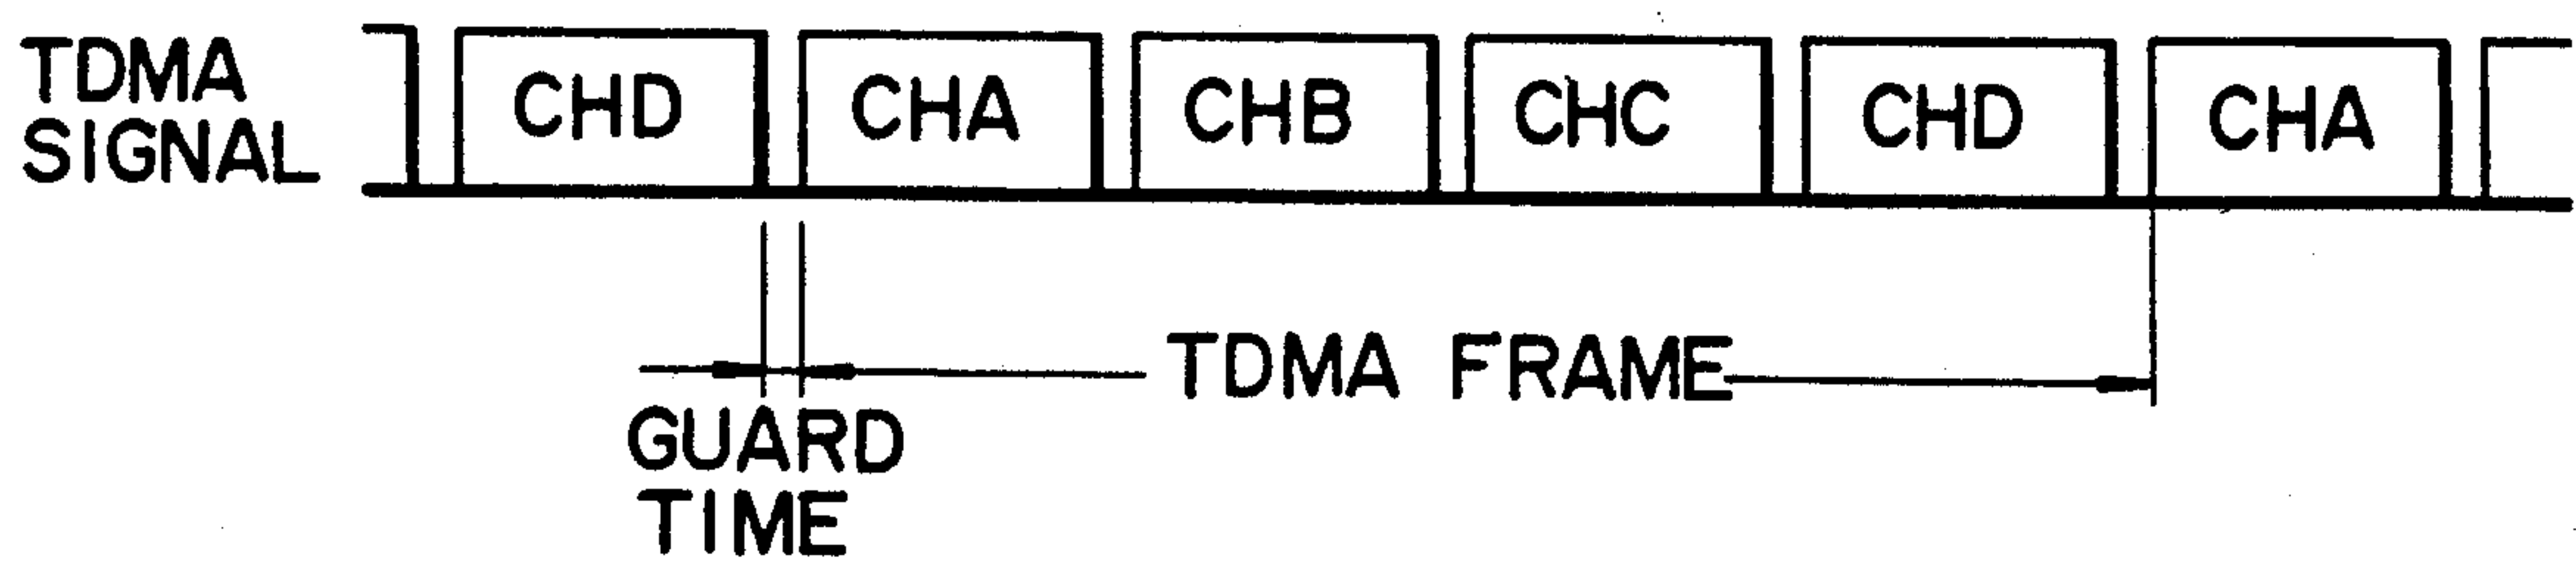 TDMA
SIGNAL
CHD CHA CHB CHC CHD CHA
TDMA FRAME
GUARD
TIME